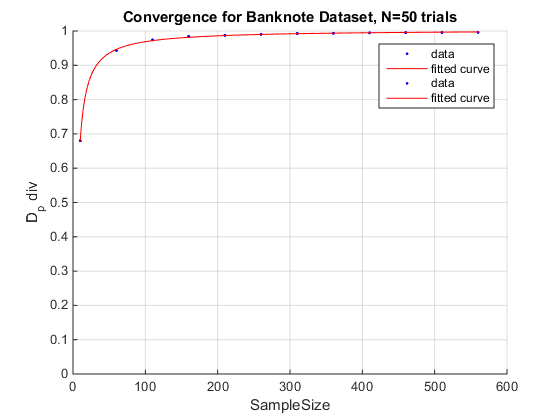 Convergence for Banknote Dataset, N=50 trials
1
0.9
0.8
0.7
0.6
0.5
0.4
0.3
0.2
0.1
0
D_p div
data
fitted curve
data
fitted curve
0 100 200 300 400 500 600
SampleSize